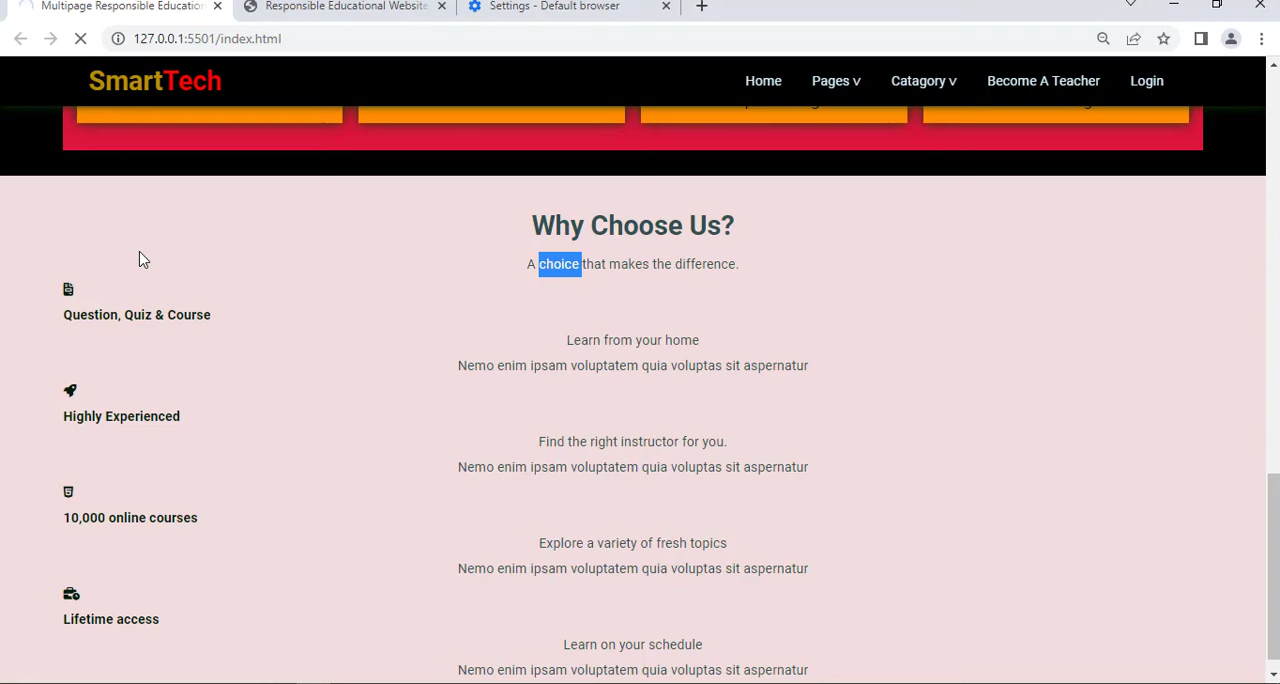 Multipage Responsible Education
Responsible Educational Website
Settings - Default browser
127.0.0.1:5501/index.html
SmartTech
Home
Pages v
Catagory v
Become A Teacher
Login
Why Choose Us?
A choice that makes the difference.
Question, Quiz & Course
Learn from your home
Nemo enim ipsam voluptatem quia voluptas sit aspernatur
Highly Experienced
Find the right instructor for you.
Nemo enim ipsam voluptatem quia voluptas sit aspernatur
10,000 online courses
Explore a variety of fresh topics
Nemo enim ipsam voluptatem quia voluptas sit aspernatur
Lifetime access
Learn on your schedule
Nemo enim ipsam voluptatem quia voluptas sit aspernatur